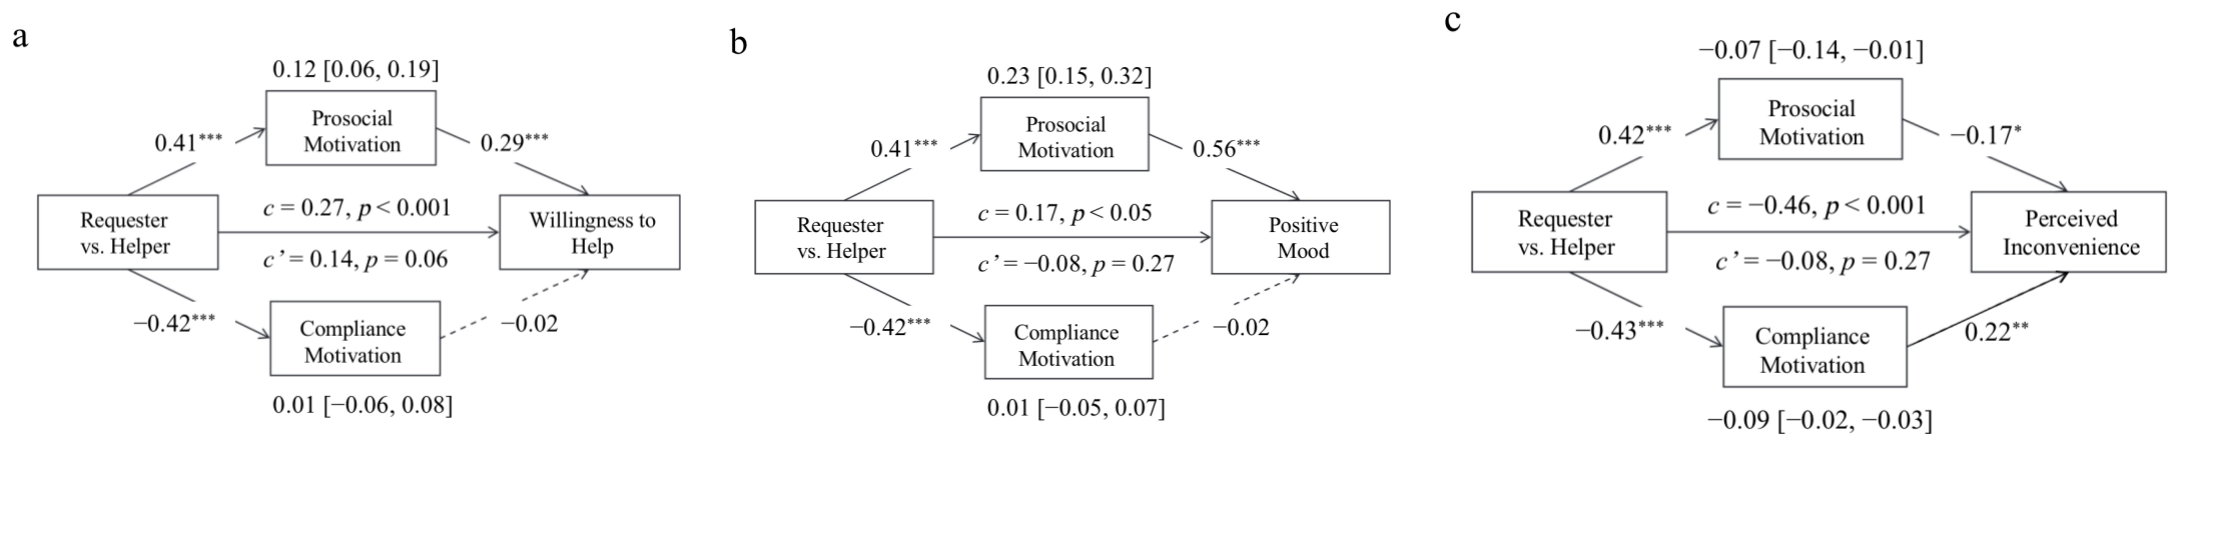 a
0.12 [0.06, 0.19]
Prosocial
Motivation
0.41***
0.29***
Requester
vs. Helper
c = 0.27, p < 0.001
c’ = 0.14, p = 0.06
Willingness to
Help
−0.42***
Compliance
Motivation
−0.02
0.01 [−0.06, 0.08]
b
0.23 [0.15, 0.32]
Prosocial
Motivation
0.41***
0.56***
Requester
vs. Helper
c = 0.17, p < 0.05
c’ = −0.08, p = 0.27
Positive
Mood
−0.42***
Compliance
Motivation
−0.02
0.01 [−0.05, 0.07]
c
−0.07 [−0.14, −0.01]
Prosocial
Motivation
0.42***
−0.17*
Requester
vs. Helper
c = −0.46, p < 0.001
c’ = −0.08, p = 0.27
Perceived
Inconvenience
−0.43***
Compliance
Motivation
0.22**
−0.09 [−0.02, −0.03]